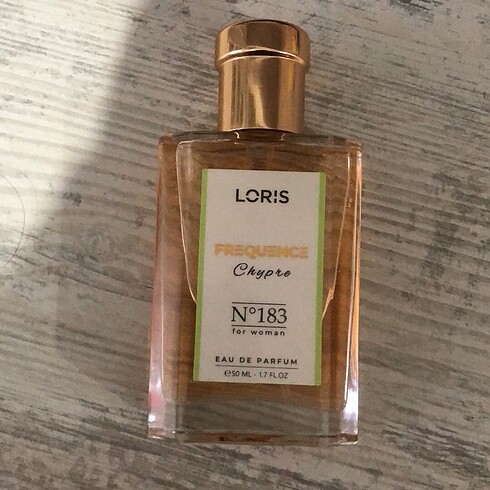 LORIS
FREQUENCE
Chypre
N°183
for woman
EAU DE PARFUM
℮50 ML - 1.7 FL.OZ